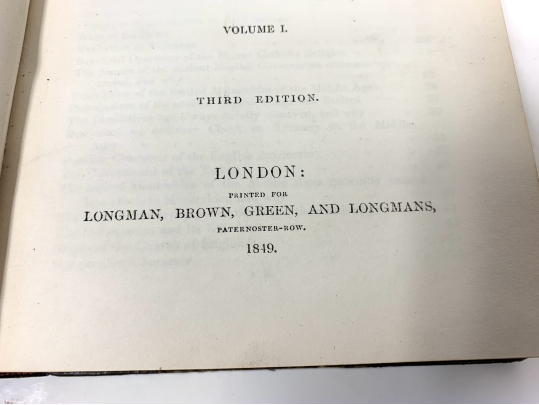 VOLUME I.
THIRD EDITION.
LONDON:
PRINTED FOR
LONGMAN, BROWN, GREEN, AND LONGMANS,
PATERNOSTER-ROW.
1849.